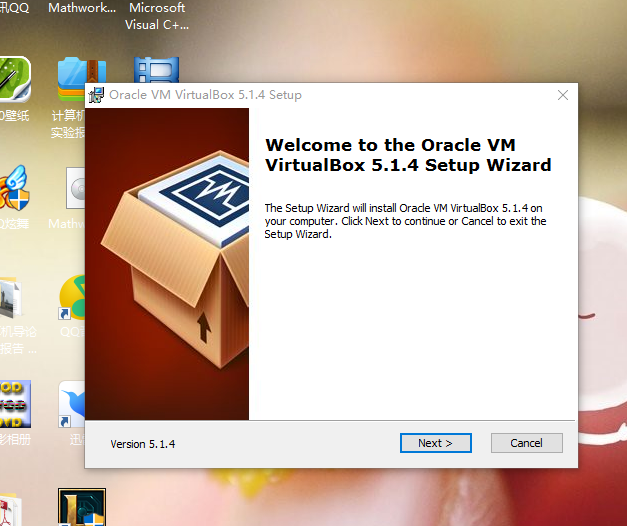 讯QQ
Mathwork...
Microsoft
Visual C+...
Oracle VM VirtualBox 5.1.4 Setup
壁纸
计算机
实验报
Welcome to the Oracle VM
VirtualBox 5.1.4 Setup Wizard
The Setup Wizard will install Oracle VM VirtualBox 5.1.4 on
your computer. Click Next to continue or Cancel to exit the
Setup Wizard.
Q炫舞
Mathw
机导论
报告 ...
QQ
影相册
迅
Version 5.1.4
Next >
Cancel